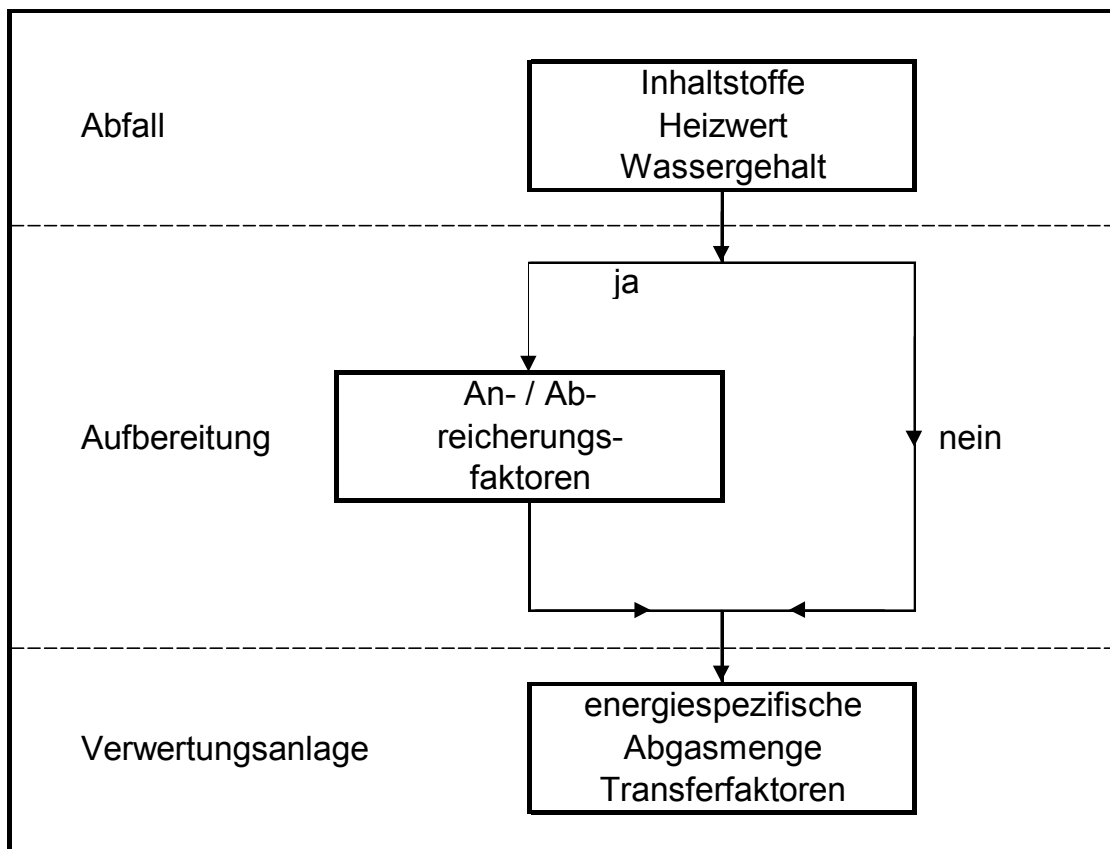 Inhaltstoffe
Abfall
Heizwert
Wassergehalt
ja
An- / Ab-
Aufbereitung
reicherungs-
nein
faktoren
energiespezifische
Verwertungsanlage
Abgasmenge
Transferfaktoren